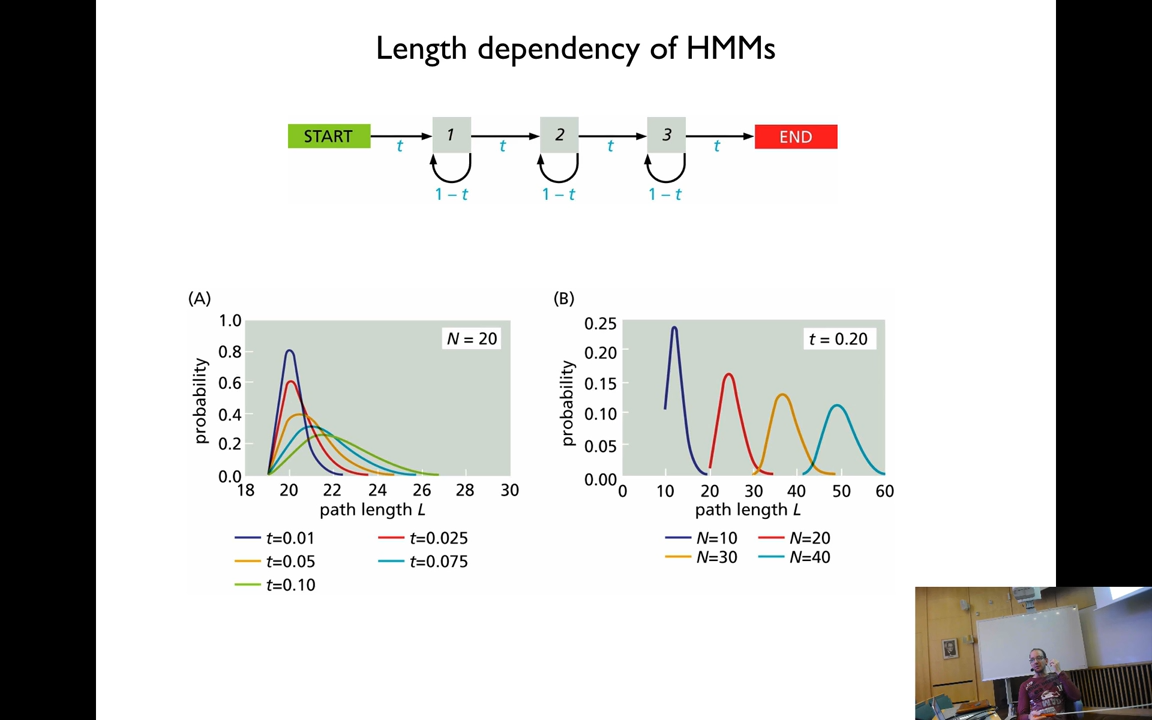 Length dependency of HMMs
START 1 2 3 END
t t t t
1 – t 1 – t 1 – t
(A)
N = 20
1.0
0.8
0.6
0.4
0.2
0.0
probability
18 20 22 24 26 28 30
path length L
t=0.01 t=0.025
t=0.05 t=0.075
t=0.10
(B)
t = 0.20
0.25
0.20
0.15
0.10
0.05
0.00
probability
0 10 20 30 40 50 60
path length L
N=10 N=20
N=30 N=40